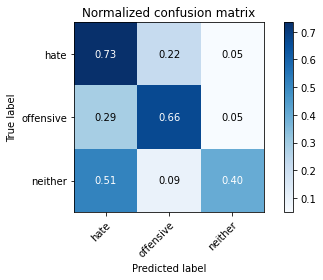 Normalized confusion matrix
hate 0.73 0.22 0.05
offensive 0.29 0.66 0.05
neither 0.51 0.09 0.40
hate offensive neither
True label
Predicted label
0.7
0.6
0.5
0.4
0.3
0.2
0.1